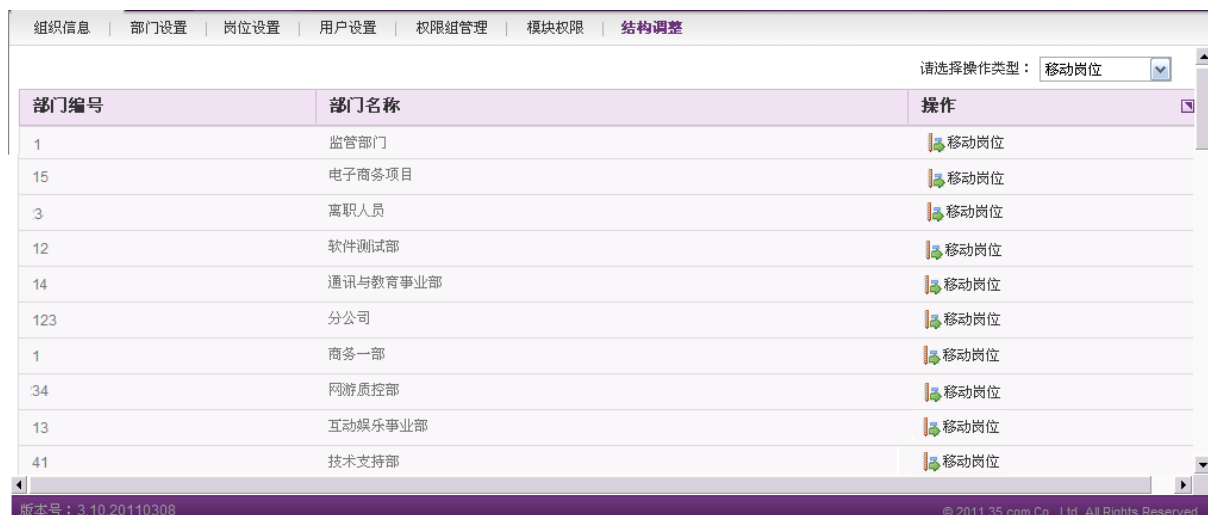 组织信息 | 部门设置 | 岗位设置 | 用户设置 | 权限组管理 | 模块权限 | 结构调整
请选择操作类型: 移动岗位
部门编号 部门名称 操作
1 监管部门 移动岗位
15 电子商务项目 移动岗位
3 离职人员 移动岗位
12 软件测试部 移动岗位
14 通讯与教育事业部 移动岗位
123 分公司 移动岗位
1 商务一部 移动岗位
34 网游质控部 移动岗位
13 互动娱乐事业部 移动岗位
41 技术支持部 移动岗位
版本号:3.10.20110308 © 2011 35.com Co., Ltd. All Rights Reserved